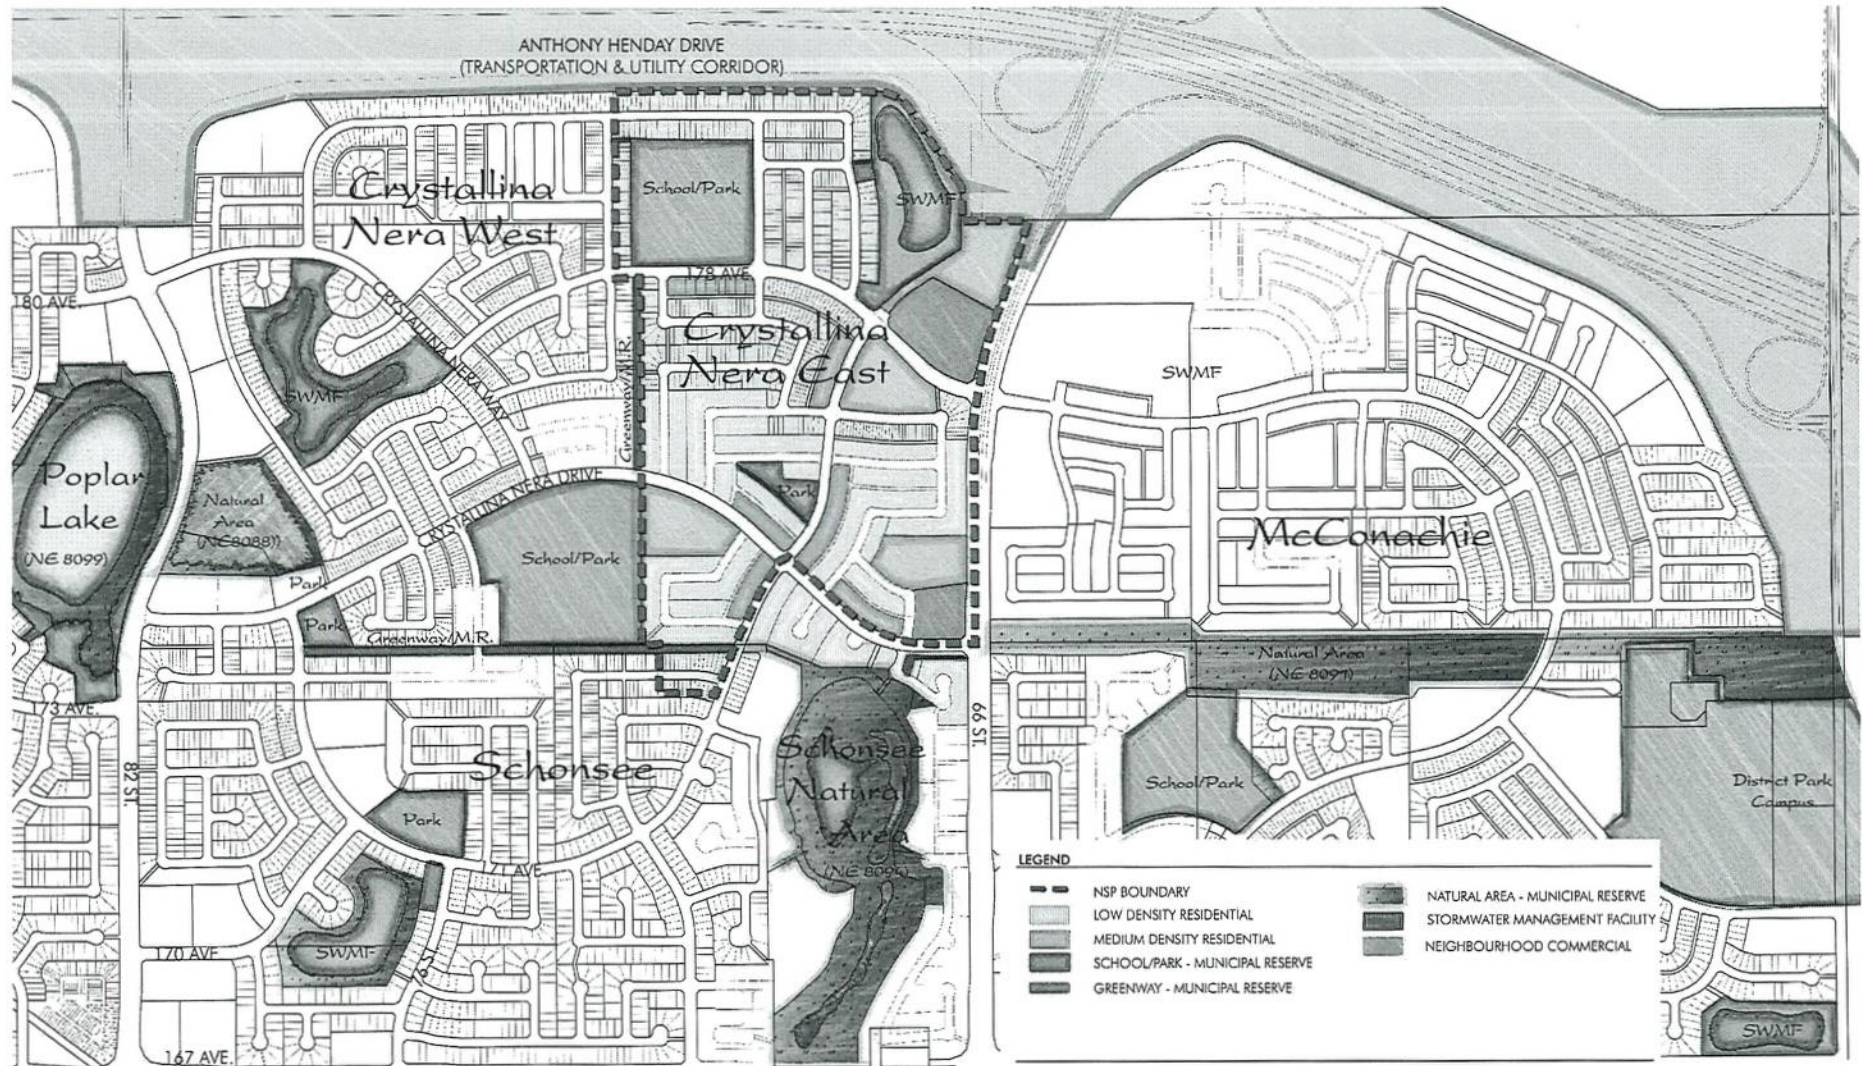 ANTHONY HENDAY DRIVE
(TRANSPORTATION & UTILITY CORRIDOR)
Crystallina
Nera West
School/Park
SWMF
178 AVE.
180 AVE.
CRYSTALLINA NERA WAY
Greenway/M.R.
Crystallina
Nera East
SWMF
SWMF
Poplar
Lake
(NE 8099)
Natural
Area
(NE8088)
CRYSTALLINA NERA DRIVE
Park
School/Park
McConachie
Park
Park
Greenway/M.R.
Natural Area
(NE 8091)
173 AVE.
66 ST.
82 ST.
Schonsee
Schonsee
Natural
Area
School/Park
District Park
Campus
Park
71 AVE
170 AVE
SWMF
167 AVE.
LEGEND
NSP BOUNDARY
LOW DENSITY RESIDENTIAL
MEDIUM DENSITY RESIDENTIAL
SCHOOL/PARK - MUNICIPAL RESERVE
GREENWAY - MUNICIPAL RESERVE
NATURAL AREA - MUNICIPAL RESERVE
STORMWATER MANAGEMENT FACILITY
NEIGHBOURHOOD COMMERCIAL
SWMF